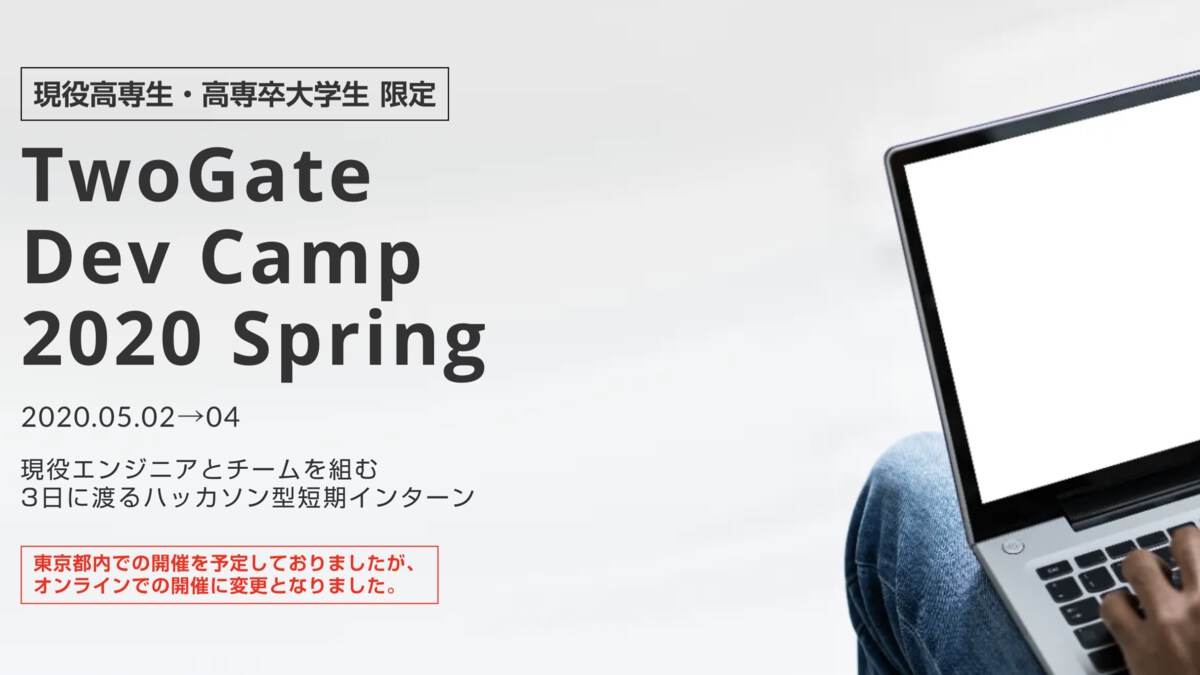 現役高専生・高専卒大学生 限定
TwoGate
Dev Camp
2020 Spring
2020.05.02→04
現役エンジニアとチームを組む
3日に渡るハッカソン型短期インターン
東京都内での開催を予定しておりましたが、
オンラインでの開催に変更となりました。